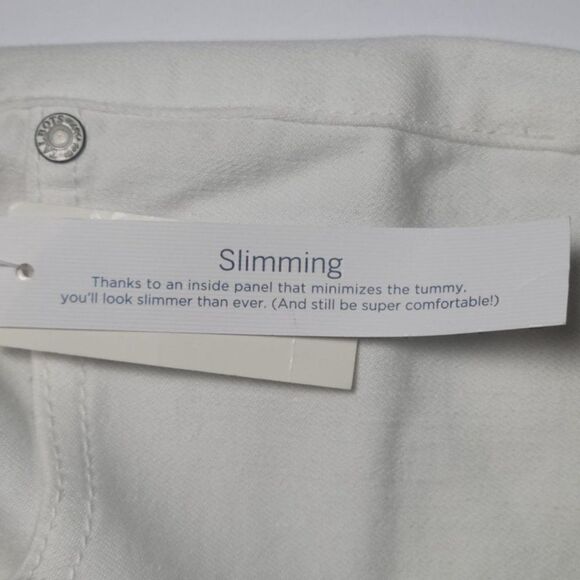 TALBOTS
Slimming
Thanks to an inside panel that minimizes the tummy,
you'll look slimmer than ever. (And still be super comfortable!)